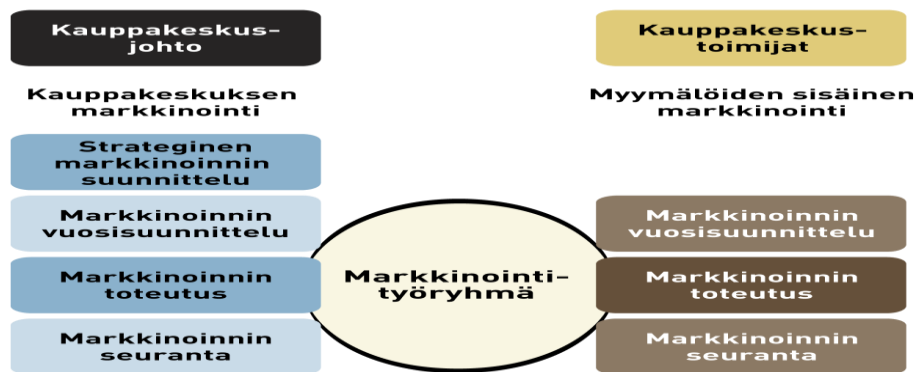 Kauppakeskus-
johto
Kauppakeskuksen
markkinointi
Strateginen
markkinoinnin
suunnittelu
Markkinoinnin
vuosisuunnittelu
Markkinoinnin
toteutus
Markkinoinnin
seuranta
Markkinointi-
työryhmä
Kauppakeskus-
toimijat
Myymälöiden sisäinen
markkinointi
Markkinoinnin
vuosisuunnittelu
Markkinoinnin
toteutus
Markkinoinnin
seuranta